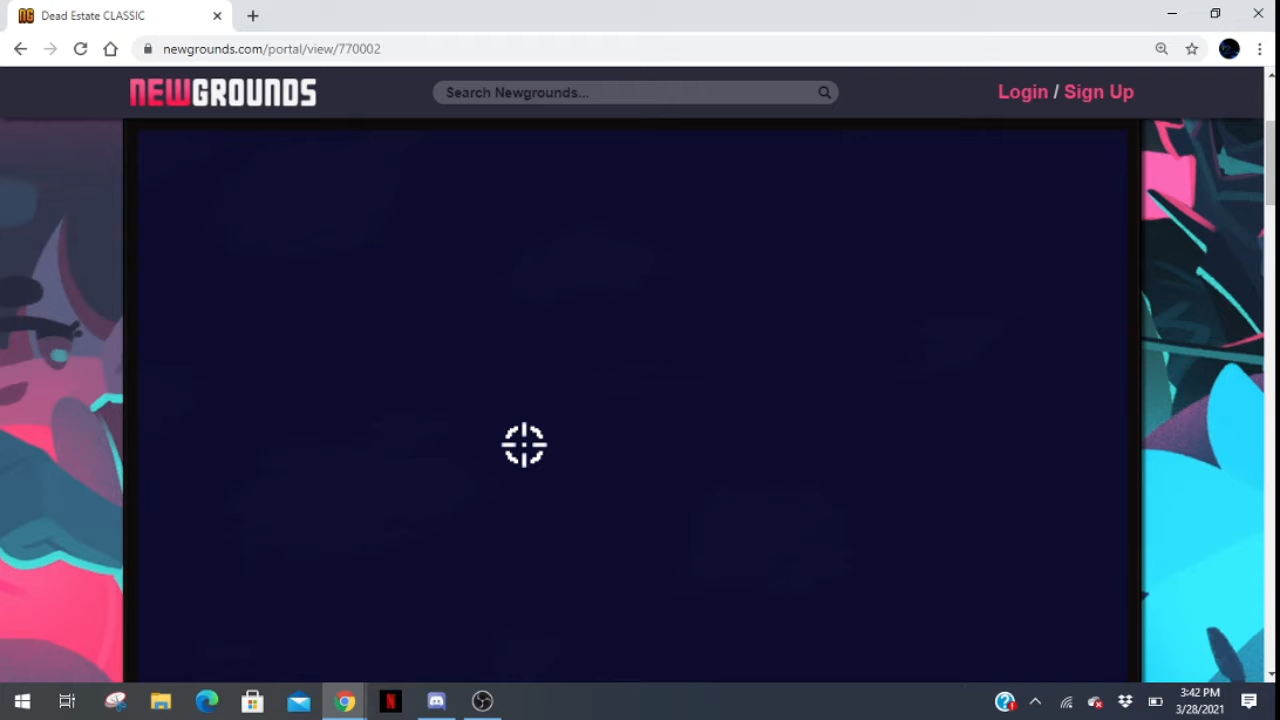 Dead Estate CLASSIC
newgrounds.com/portal/view/770002
NEWGROUNDS
Search Newgrounds...
Login / Sign Up
3:42 PM
3/28/2021